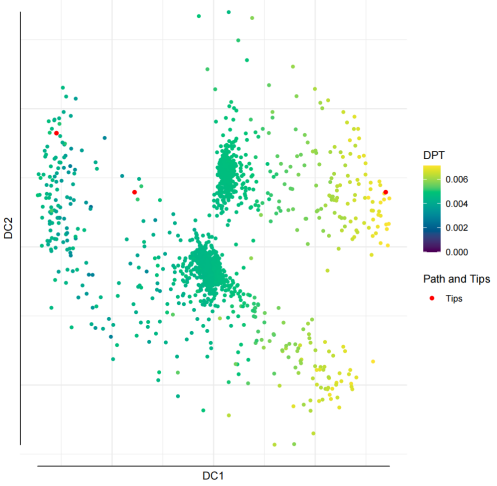 DC2
DC1
DPT
0.006
0.004
0.002
0.000
Path and Tips
Tips